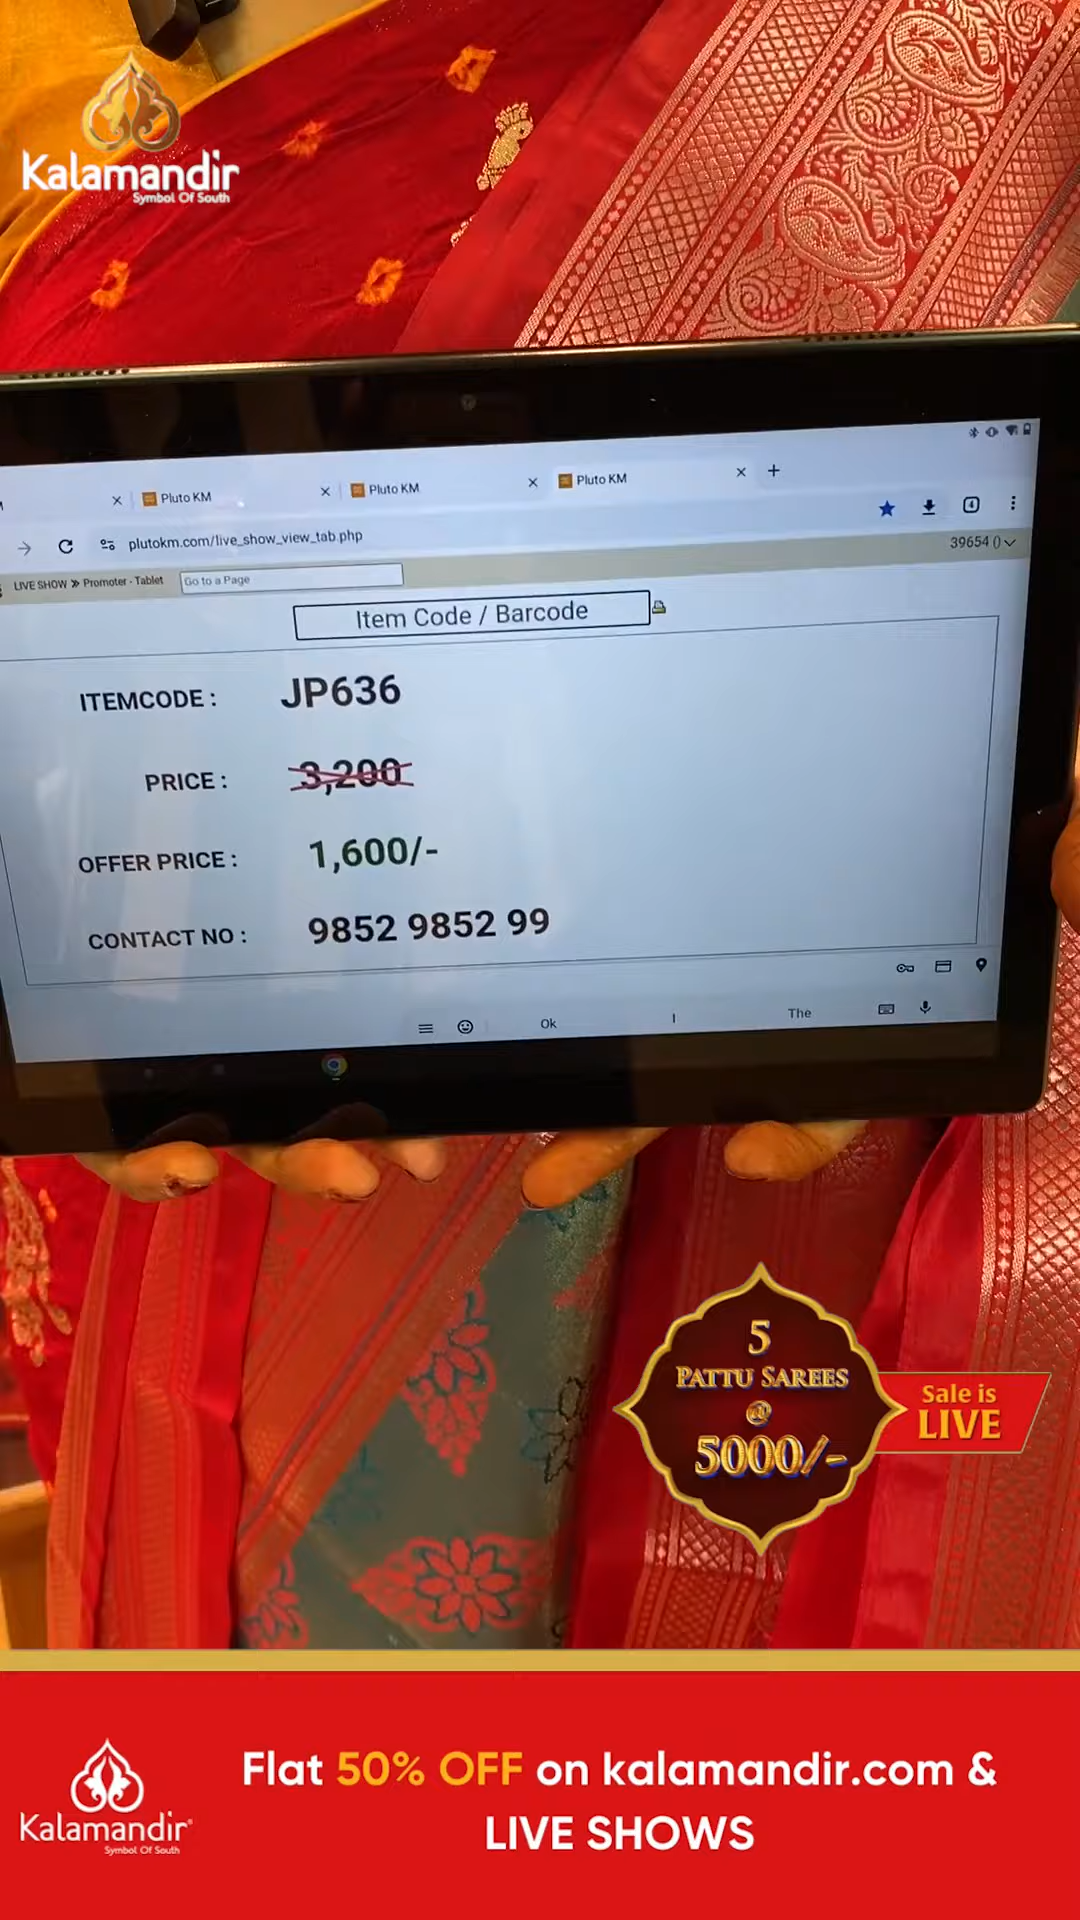 Kalamandir
Symbol Of South
Pluto KM
Pluto KM
Pluto KM
plutokm.com/live_show_view_tab.php
39654 ()
LIVE SHOW » Promoter - Tablet
Go to a Page
Item Code / Barcode
ITEMCODE : JP636
PRICE : 3,200
OFFER PRICE : 1,600/-
CONTACT NO : 9852 9852 99
Ok
I
The
5
PATTU SAREES
@
5000/-
Sale is
LIVE
Kalamandir
Symbol Of South
Flat 50% OFF on kalamandir.com &
LIVE SHOWS